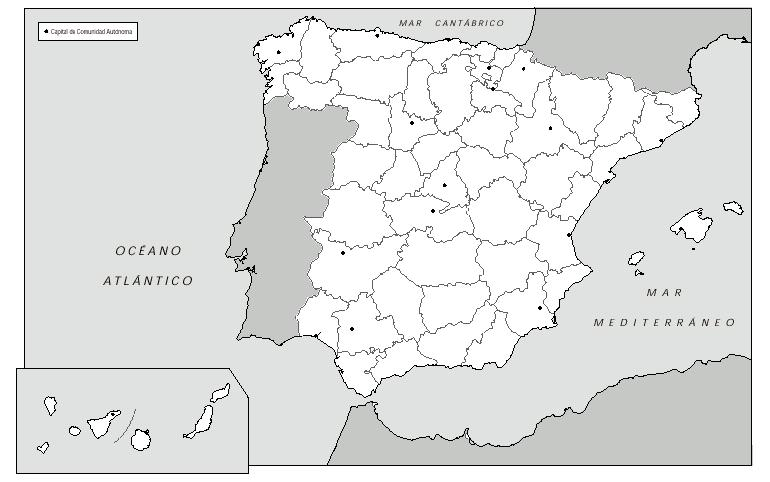 MAR CANTÁBRICO
Capital de Comunidad Autónoma
OCÉANO
ATLÁNTICO
MAR
MEDITERRÁNEO